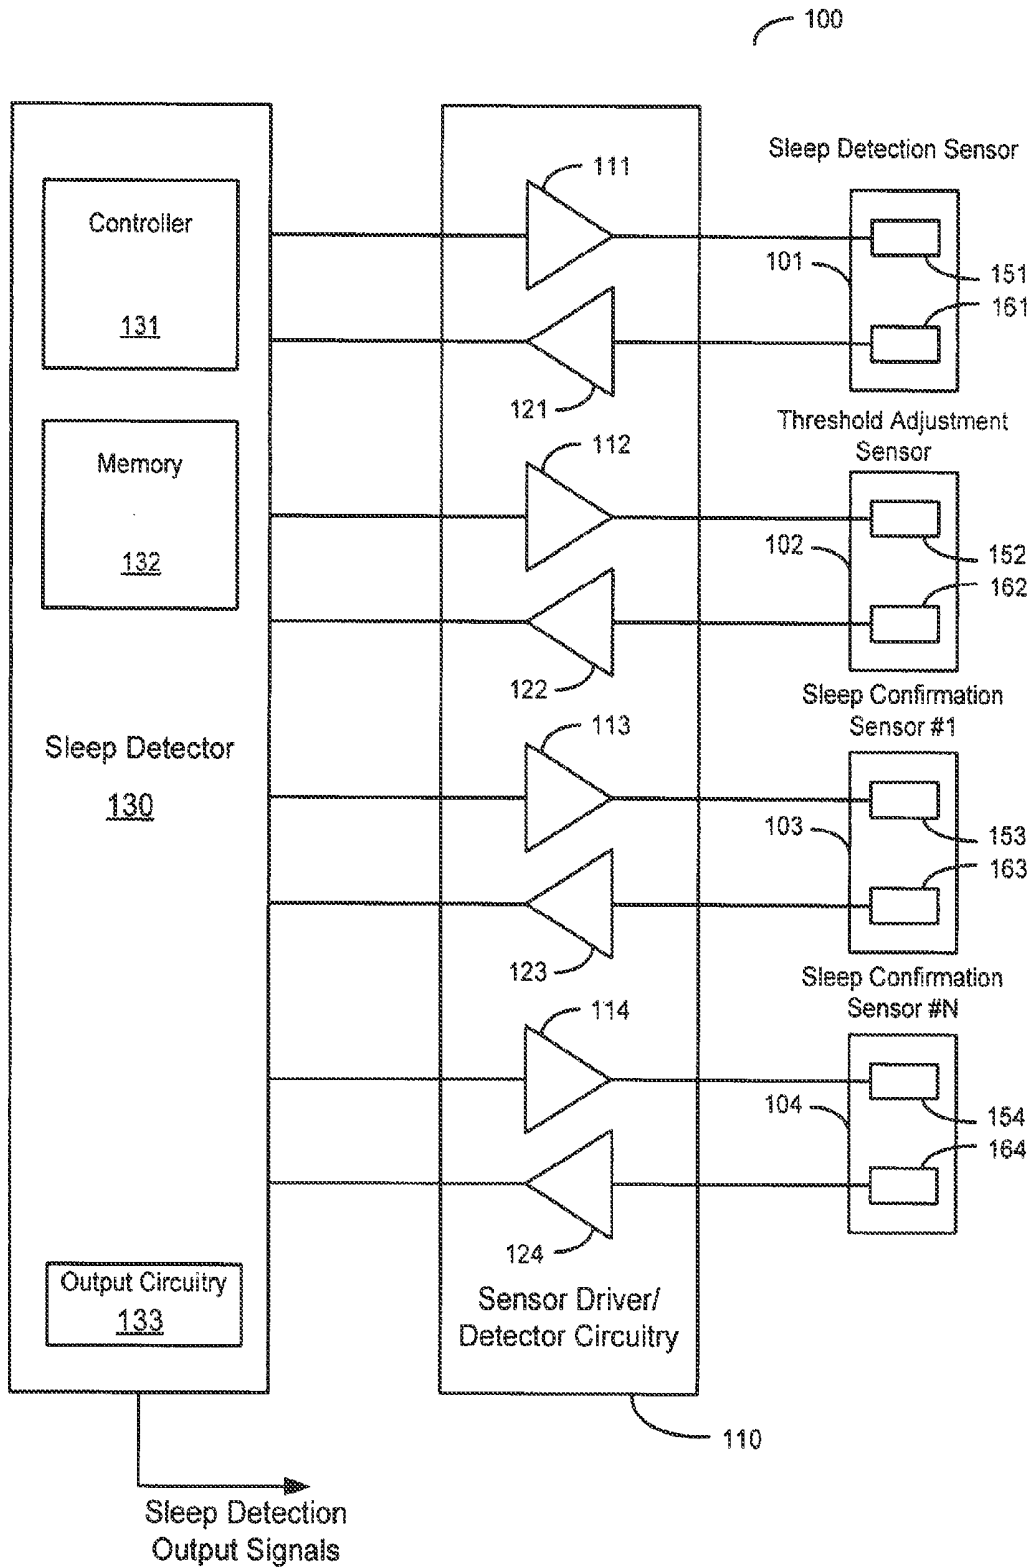 100
Sleep Detection Sensor
Controller
131
111
101
151
161
121
Threshold Adjustment
Sensor
Memory
132
112
102
152
162
122
Sleep Confirmation
Sensor #1
Sleep Detector
130
113
103
153
163
123
Sleep Confirmation
Sensor #N
114
104
154
164
124
Output Circuitry
133
Sensor Driver/
Detector Circuitry
110
Sleep Detection
Output Signals